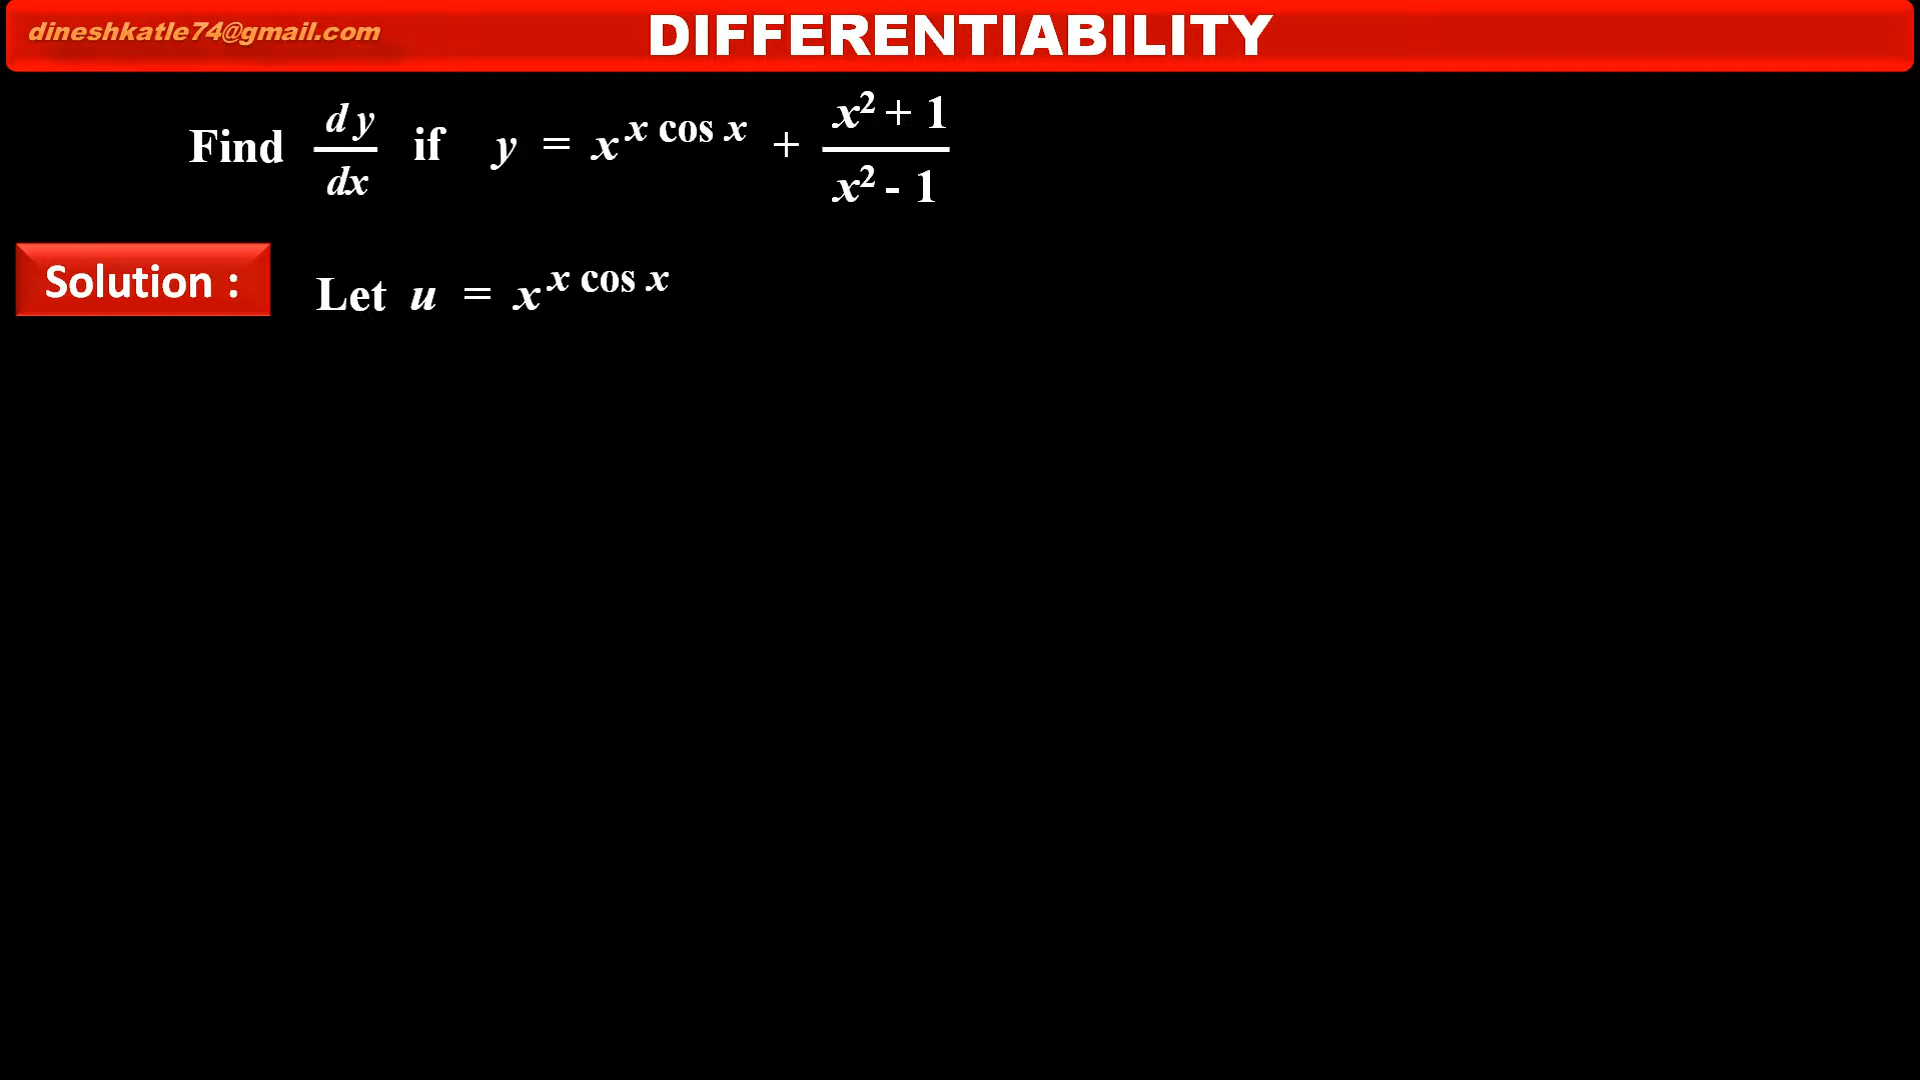 dineshkatle74@gmail.com
DIFFERENTIABILITY
Find dy/dx if y = x^(x cos x) + (x² + 1)/(x² - 1)
Solution : Let u = x^(x cos x)